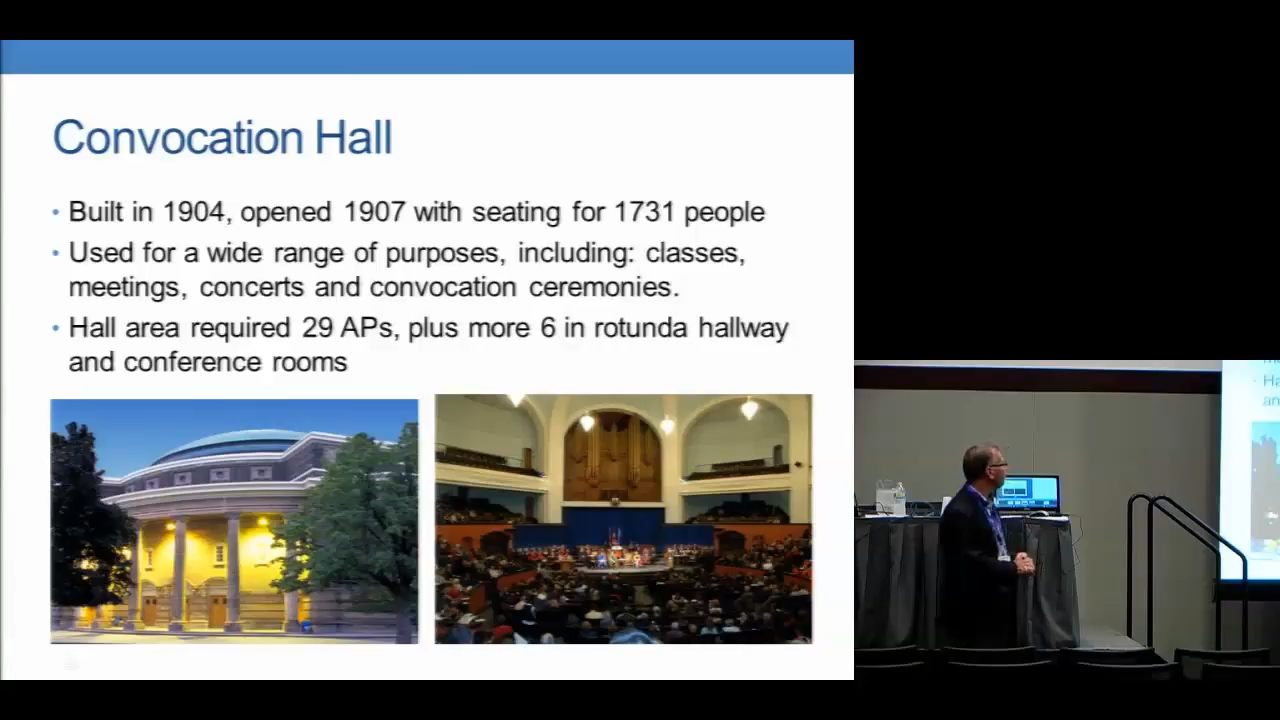 Convocation Hall
• Built in 1904, opened 1907 with seating for 1731 people
• Used for a wide range of purposes, including: classes,
meetings, concerts and convocation ceremonies.
• Hall area required 29 APs, plus more 6 in rotunda hallway
and conference rooms
Ha
an